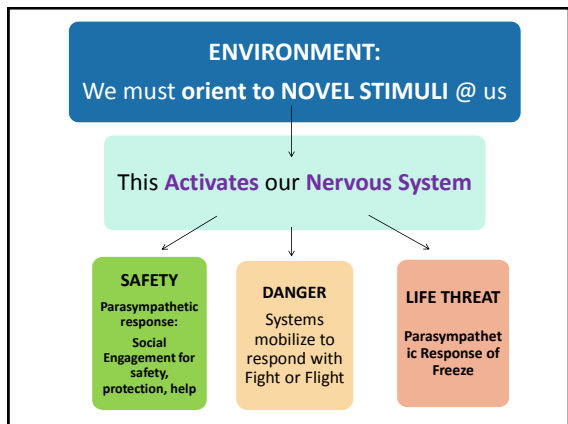 ENVIRONMENT:
We must orient to NOVEL STIMULI @ us
This Activates our Nervous System
SAFETY
Parasympathetic
response:
Social
Engagement for
safety,
protection, help
DANGER
Systems
mobilize to
respond with
Fight or Flight
LIFE THREAT
Parasympathet
ic Response of
Freeze